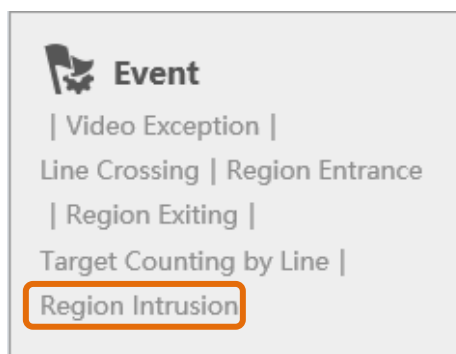 Event
| Video Exception |
Line Crossing | Region Entrance
| Region Exiting |
Target Counting by Line |
Region Intrusion